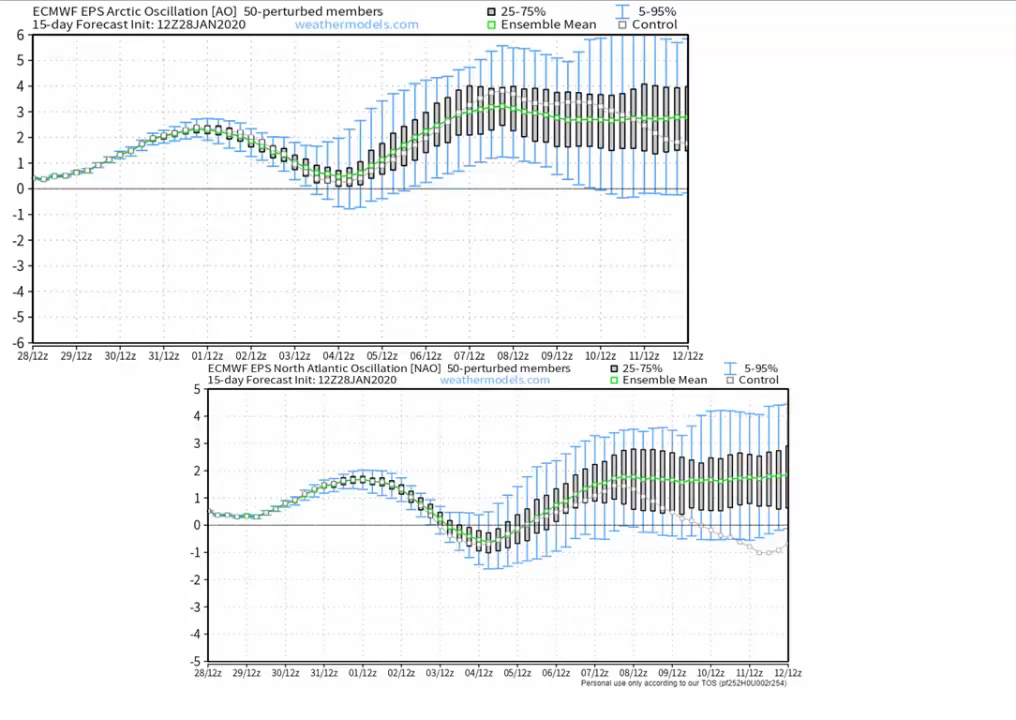 ECMWF EPS Arctic Oscillation [AO] 50-perturbed members
15-day Forecast Init: 12Z28JAN2020 weathermodels.com
25-75% 5-95%
Ensemble Mean Control
6
5
4
3
2
1
0
-1
-2
-3
-4
-5
-6
28/12z 29/12z 30/12z 31/12z 01/12z 02/12z 03/12z 04/12z 05/12z 06/12z 07/12z 08/12z 09/12z 10/12z 11/12z 12/12z
ECMWF EPS North Atlantic Oscillation [NAO] 50-perturbed members
15-day Forecast Init: 12Z28JAN2020 weathermodels.com
25-75% 5-95%
Ensemble Mean Control
5
4
3
2
1
0
-1
-2
-3
-4
-5
28/12z 29/12z 30/12z 31/12z 01/12z 02/12z 03/12z 04/12z 05/12z 06/12z 07/12z 08/12z 09/12z 10/12z 11/12z 12/12z
Personal use only according to our TOS (pf252H0U002r254)